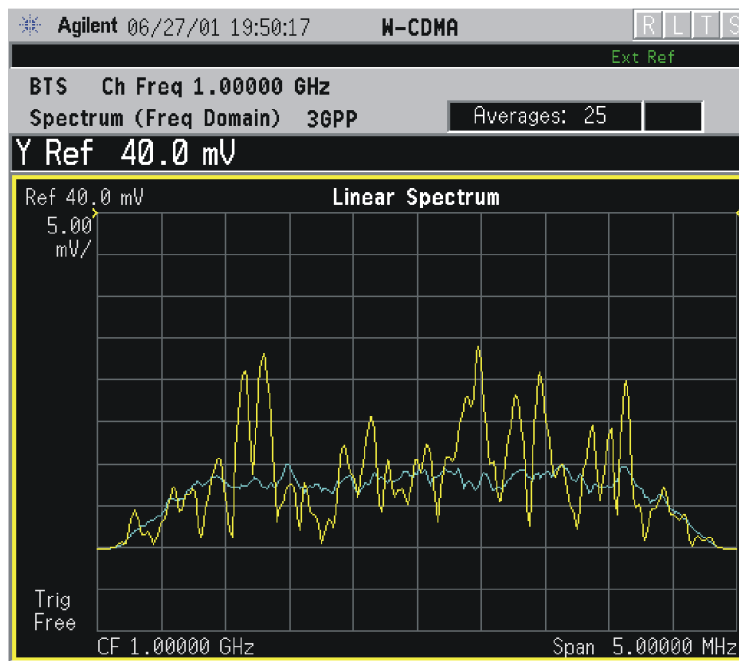 Agilent 06/27/01 19:50:17 W-CDMA R L T S
Ext Ref
BTS Ch Freq 1.00000 GHz
Spectrum (Freq Domain) 3GPP Averages: 25
Y Ref 40.0 mV
Ref 40.0 mV Linear Spectrum
5.00
mV/
Trig
Free
CF 1.00000 GHz Span 5.00000 MHz